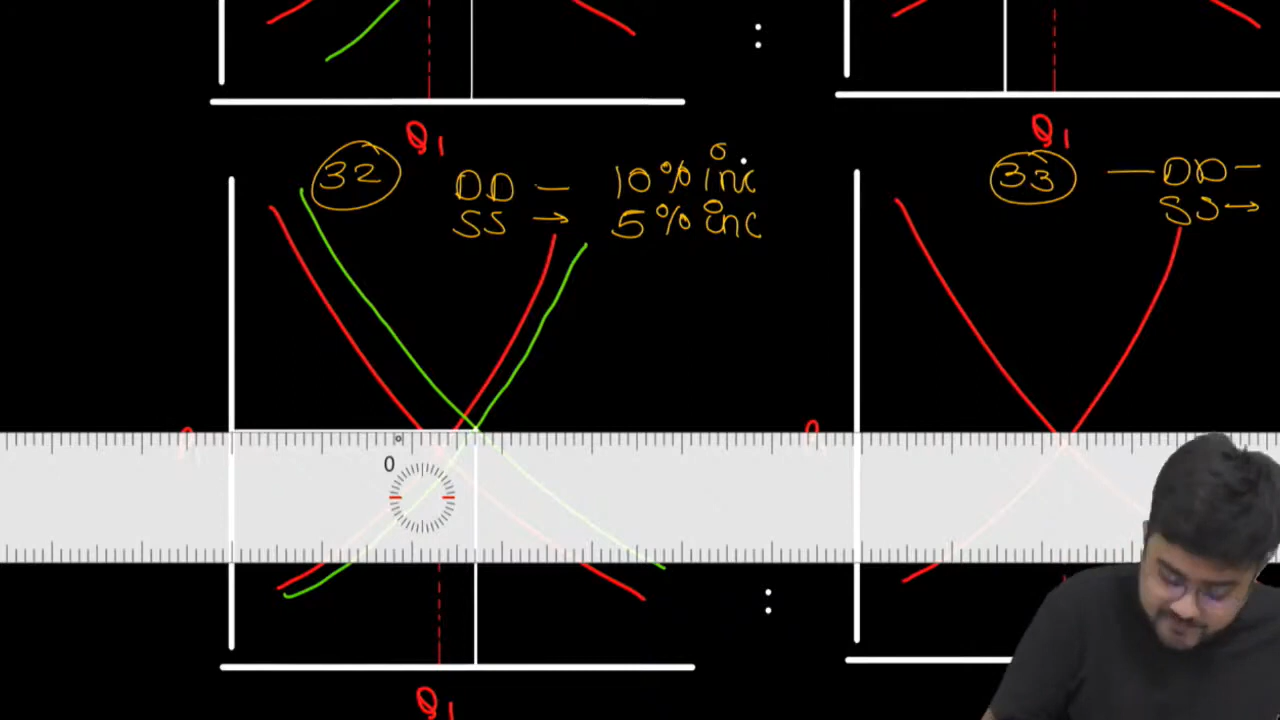 Q1
Q1
32
DD — 10% inc
SS → 5% inc
33 — DD —
SS →
0
Q1